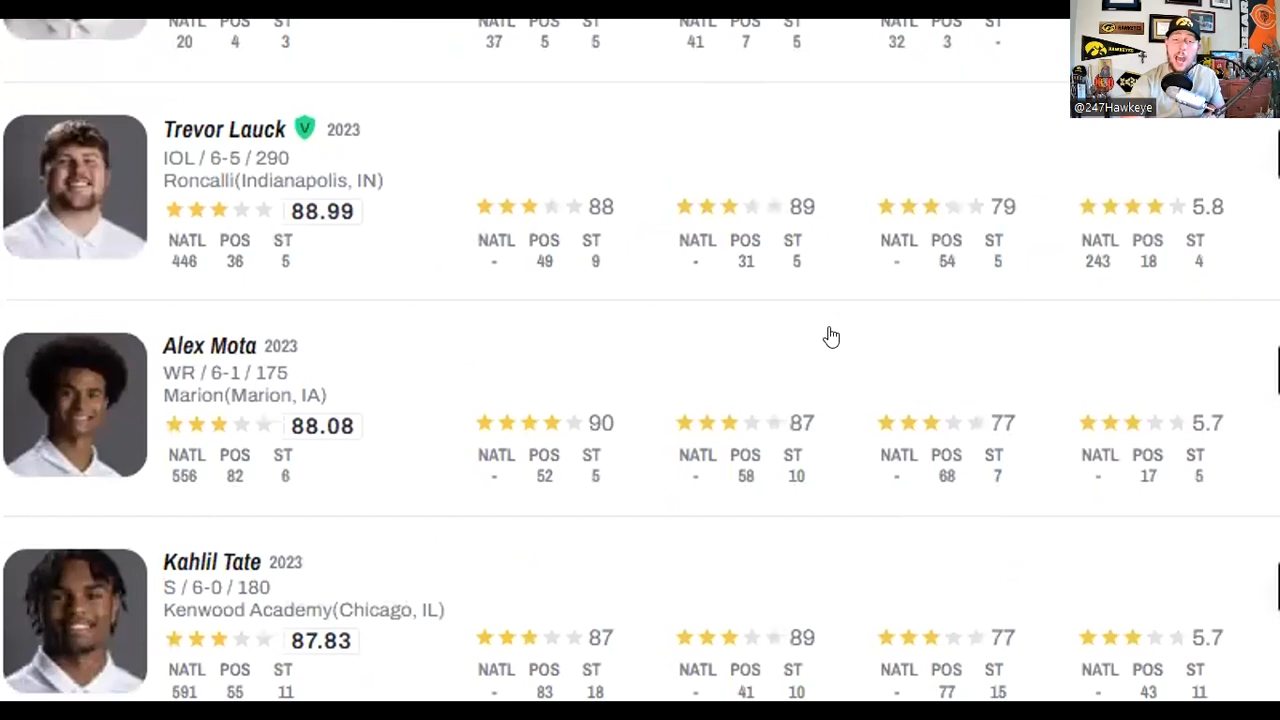 NATL POS ST NATL POS ST NATL POS ST NATL POS ST
20 4 3 37 5 5 41 7 5 32 3 -
HAWKEYES
@247Hawkeye
Trevor Lauck V 2023
IOL / 6-5 / 290
Roncalli(Indianapolis, IN)
88.99 88 89 79 5.8
NATL POS ST NATL POS ST NATL POS ST NATL POS ST NATL POS ST
446 36 5 - 49 9 - 31 5 - 54 5 243 18 4
Alex Mota 2023
WR / 6-1 / 175
Marion(Marion, IA)
88.08 90 87 77 5.7
NATL POS ST NATL POS ST NATL POS ST NATL POS ST NATL POS ST
556 82 6 - 52 5 - 58 10 - 68 7 - 17 5
Kahlil Tate 2023
S / 6-0 / 180
Kenwood Academy(Chicago, IL)
87.83 87 89 77 5.7
NATL POS ST NATL POS ST NATL POS ST NATL POS ST NATL POS ST
591 55 11 - 83 18 - 41 10 - 77 15 - 43 11